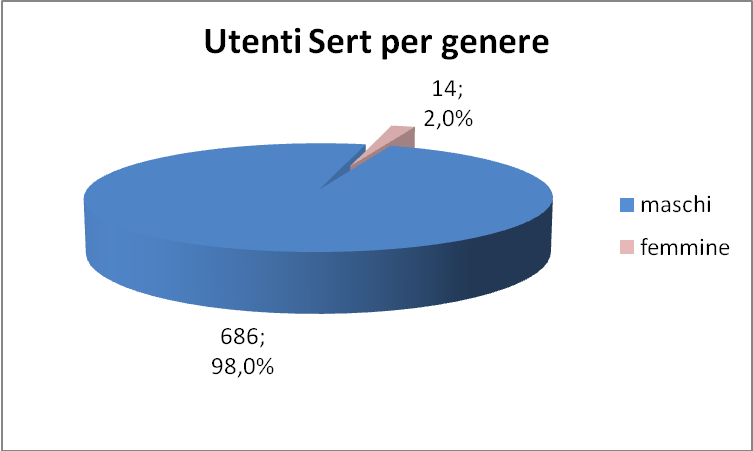 Utenti Sert per genere
14;
2,0%
maschi
femmine
686;
98,0%